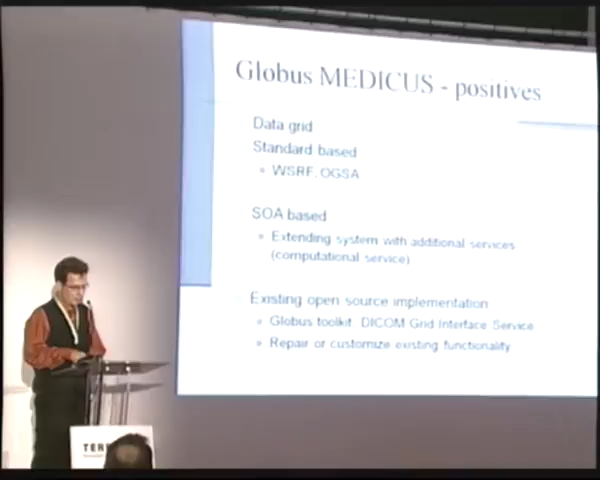 Globus MEDICUS - positives
Data grid
Standard based
WSRF, OGSA
SOA based
Extending system with additional services
(computational service)
Existing open source implementation
Globus toolkit DICOM Grid Interface Service
Repair or customize existing functionality
TER